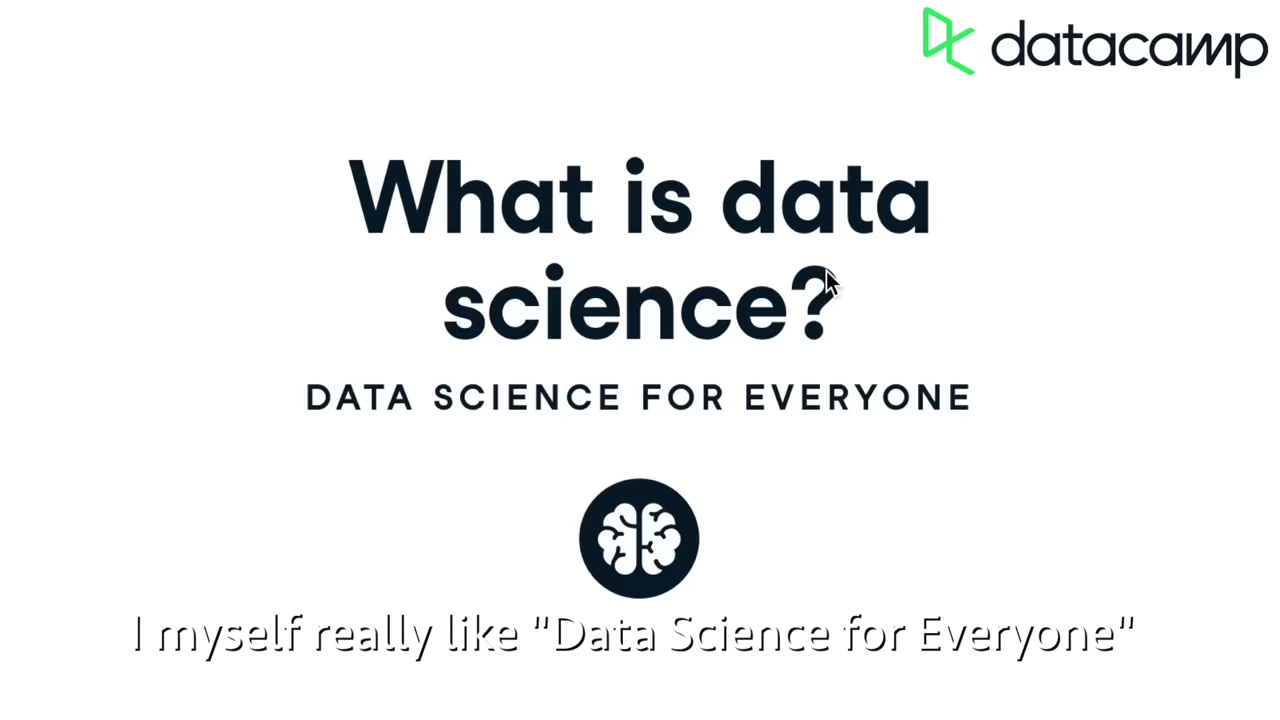 datacamp
What is data
science?
DATA SCIENCE FOR EVERYONE
I myself really like "Data Science for Everyone"